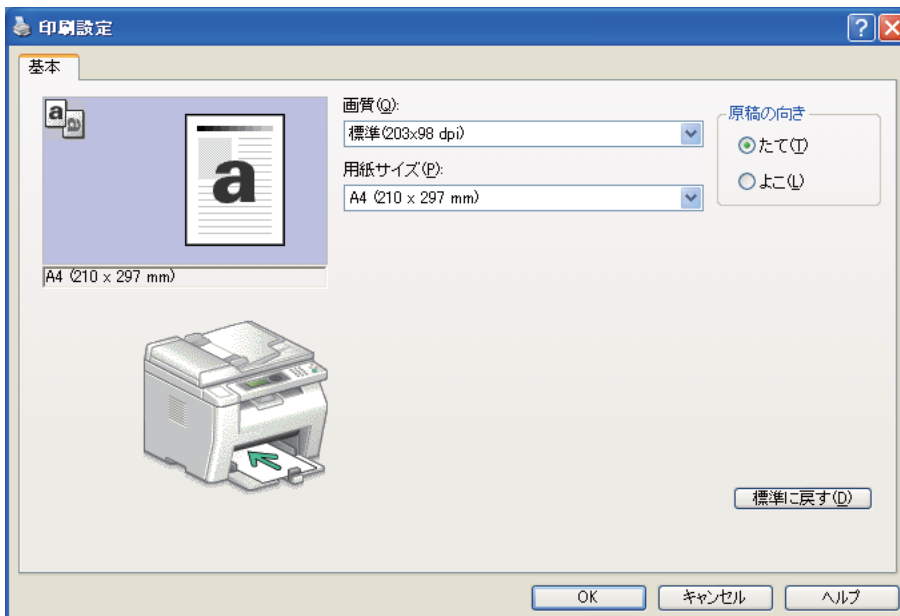 印刷設定
基本
a
a
a
A4 (210 x 297 mm)
画質(Q):
標準(203x98 dpi)
用紙サイズ(P):
A4 (210 x 297 mm)
原稿の向き
たて(T)
よこ(L)
標準に戻す(D)
OK
キャンセル
ヘルプ